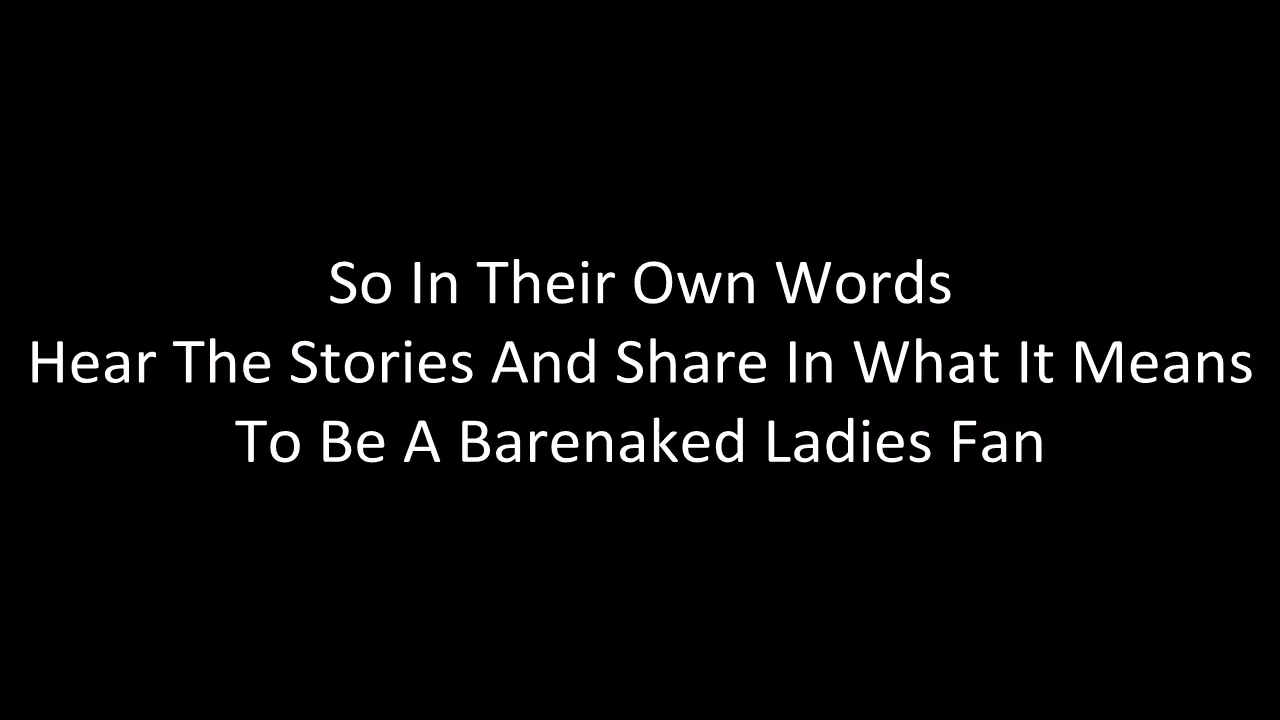 So In Their Own Words
Hear The Stories And Share In What It Means
To Be A Barenaked Ladies Fan